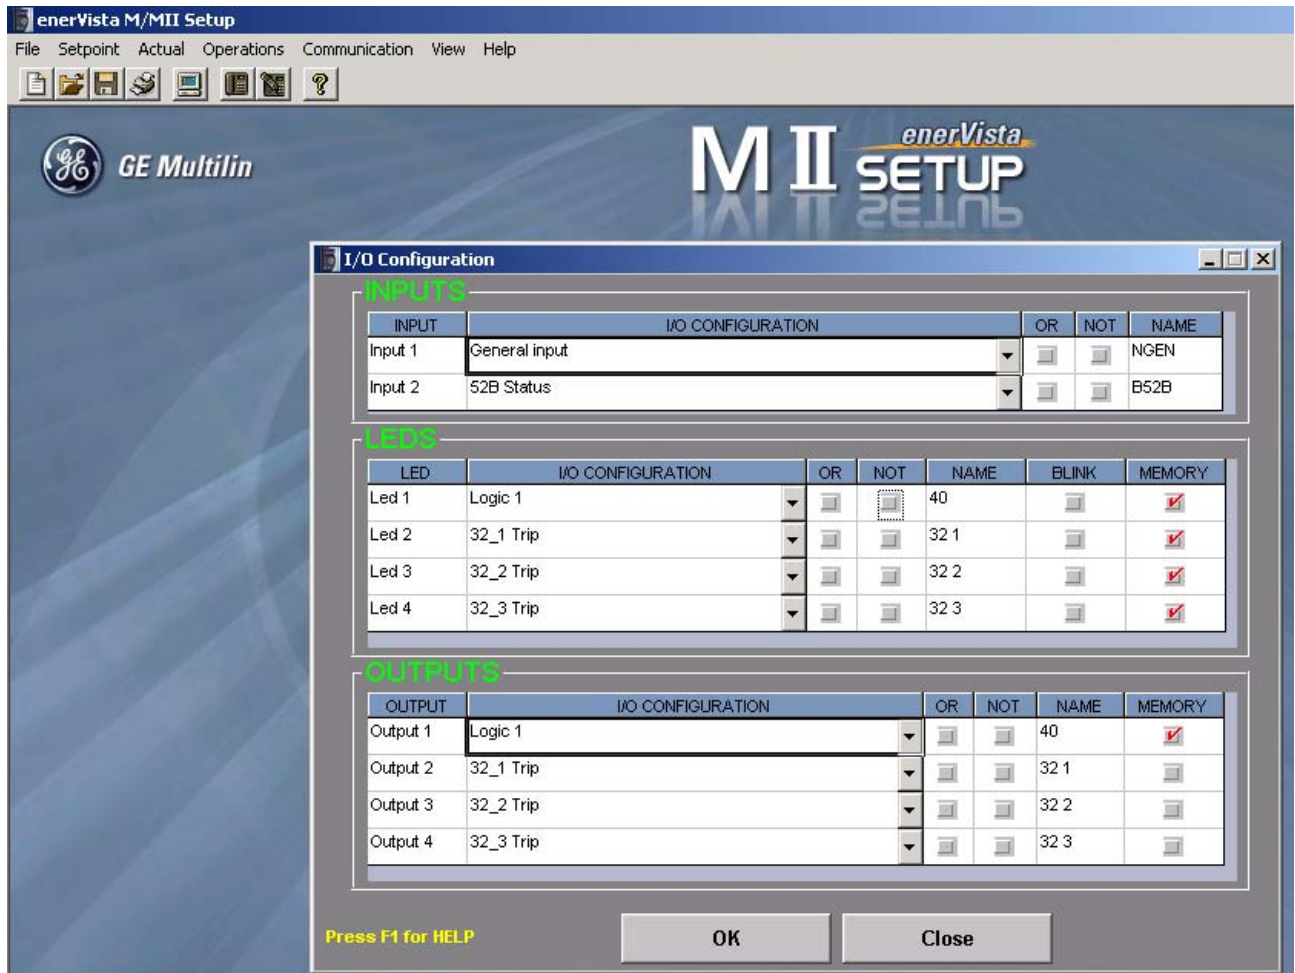 enerVista M/MII Setup
File Setpoint Actual Operations Communication View Help
GE Multilin
M II enerVista SETUP
I/O Configuration
INPUTS
INPUT I/O CONFIGURATION OR NOT NAME
Input 1 General input NGEN
Input 2 52B Status B52B
LEDS
LED I/O CONFIGURATION OR NOT NAME BLINK MEMORY
Led 1 Logic 1 40
Led 2 32_1 Trip 32 1
Led 3 32_2 Trip 32 2
Led 4 32_3 Trip 32 3
OUTPUTS
OUTPUT I/O CONFIGURATION OR NOT NAME MEMORY
Output 1 Logic 1 40
Output 2 32_1 Trip 32 1
Output 3 32_2 Trip 32 2
Output 4 32_3 Trip 32 3
Press F1 for HELP OK Close